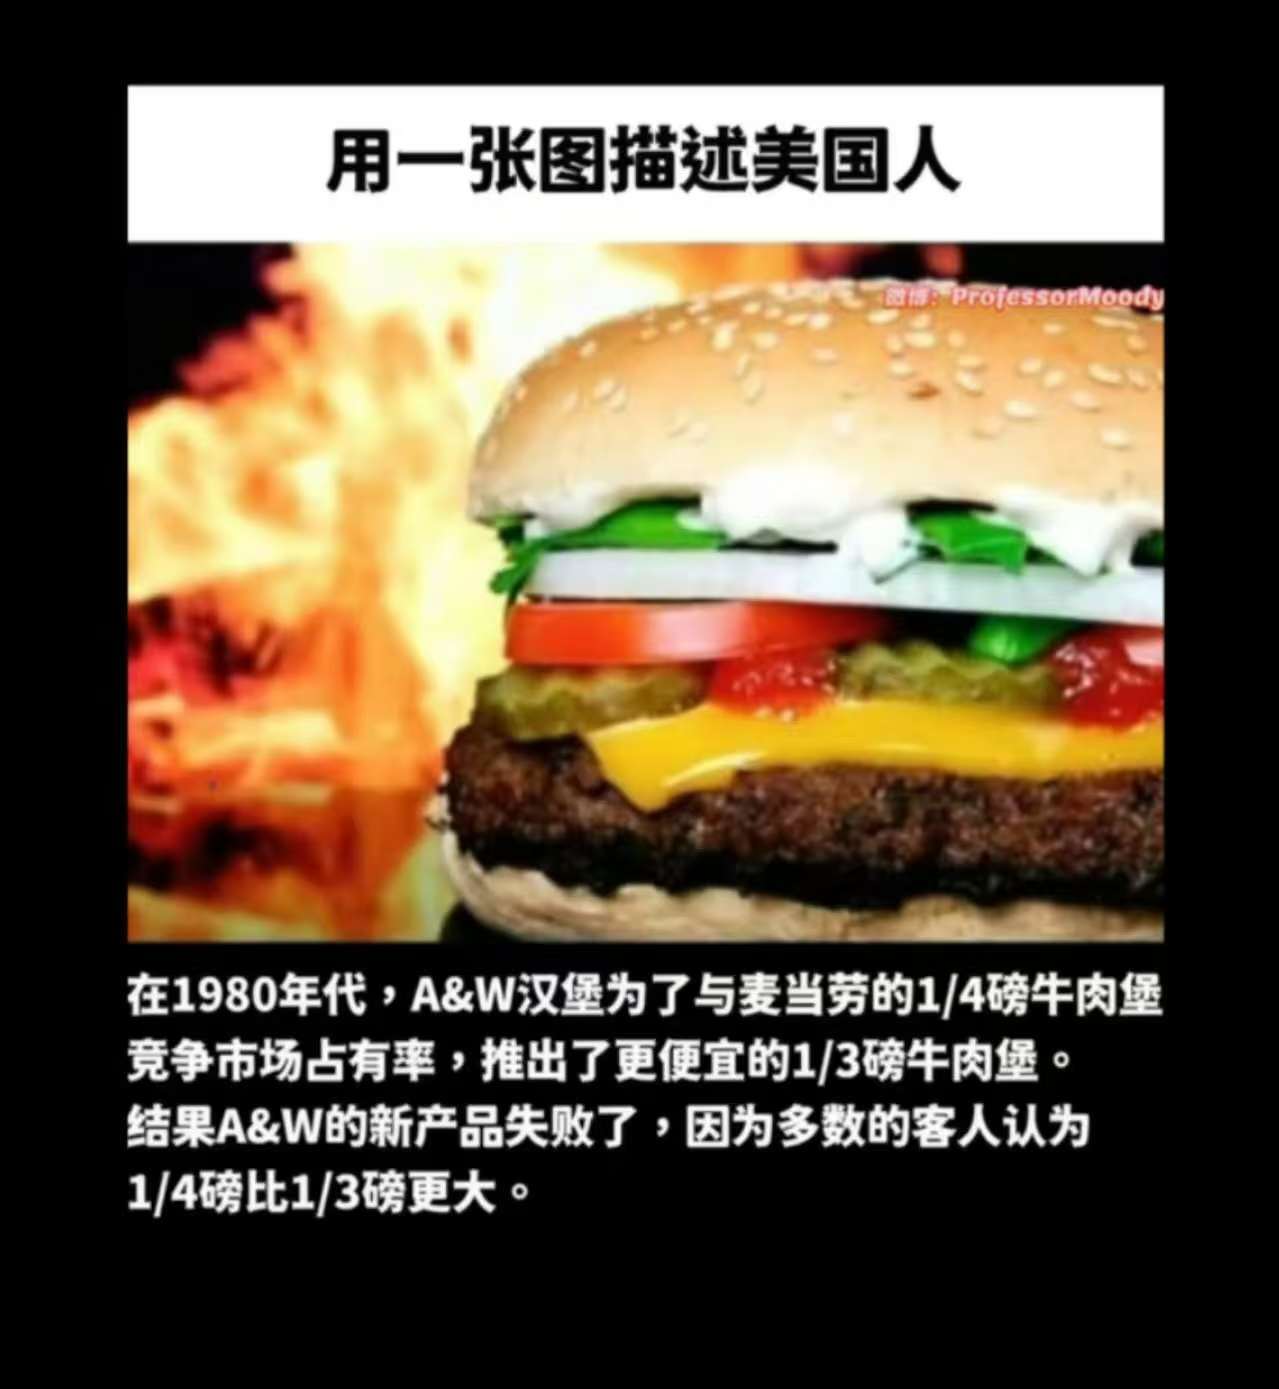 用一张图描述美国人
微博：ProfessorMoody
在1980年代，A&W汉堡为了与麦当劳的1/4磅牛肉堡
竞争市场占有率，推出了更便宜的1/3磅牛肉堡。
结果A&W的新产品失败了，因为多数的客人认为
1/4磅比1/3磅更大。